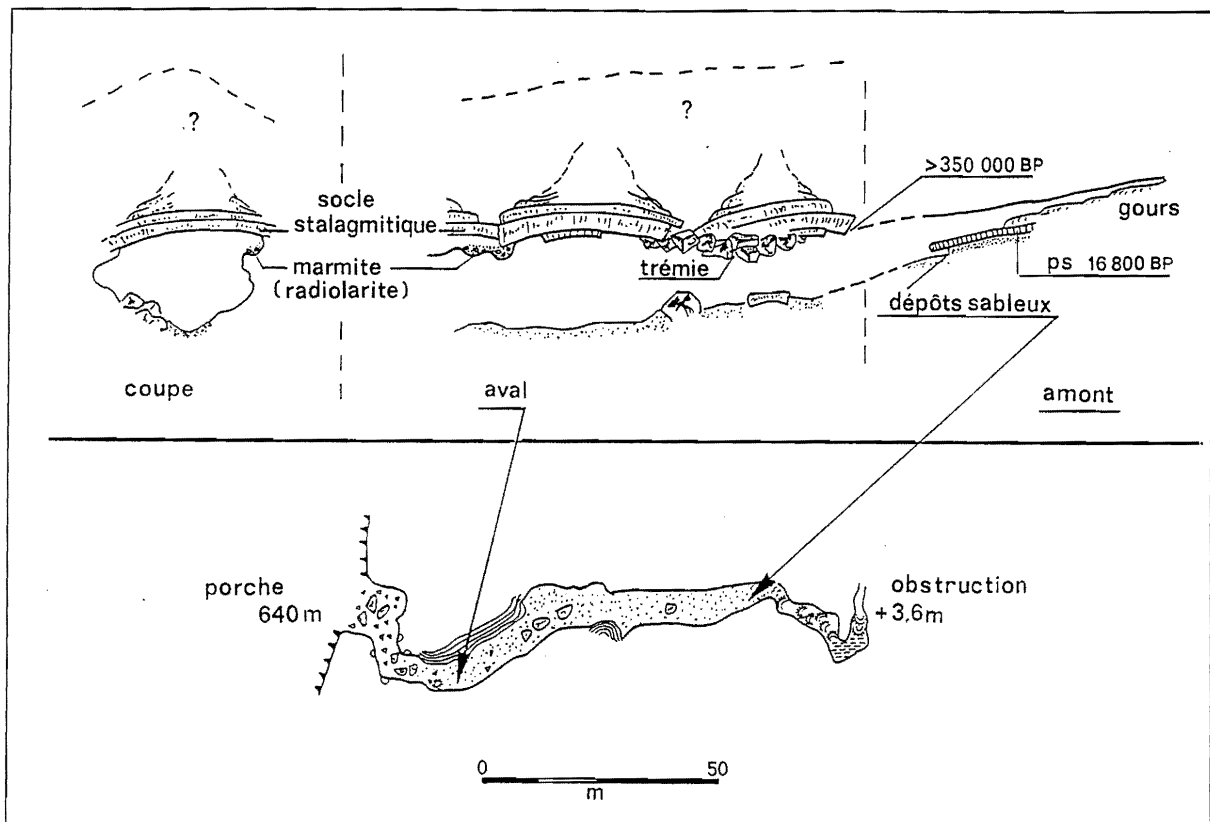 ?
?
>350 000 BP
socle
stalagmitique
gours
marmite
(radiolarite)
trémie
ps 16 800 BP
dépôts sableux
coupe
aval
amont
porche
640 m
obstruction
+3,6m
0
50
m